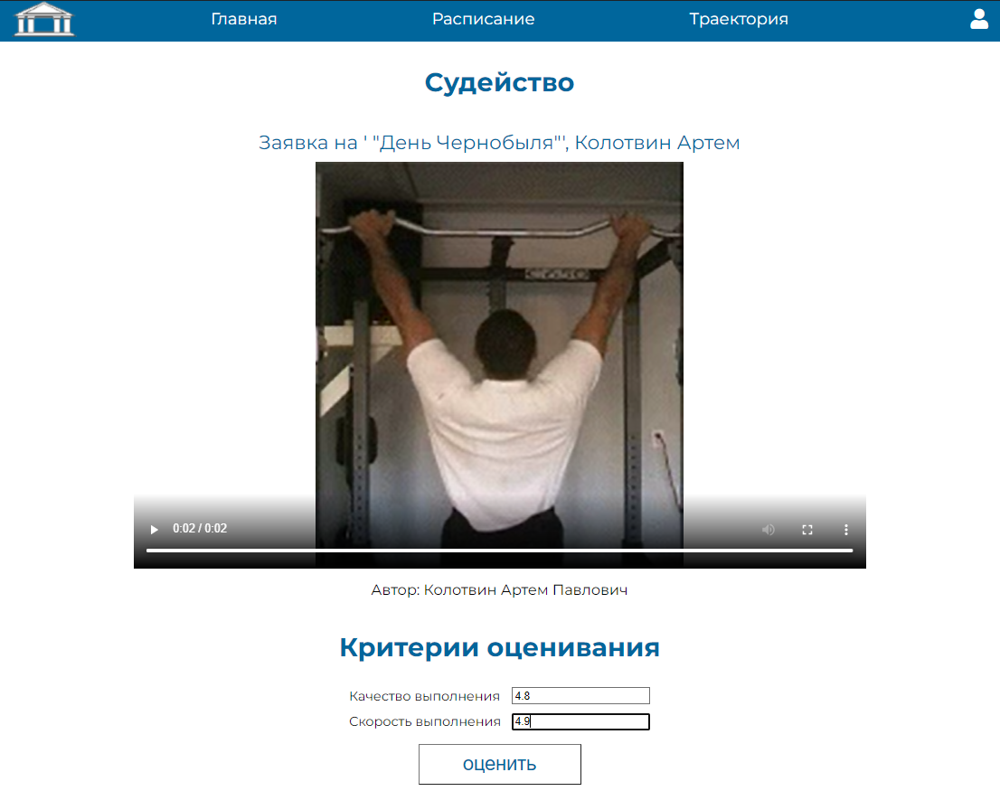 Главная Расписание Траектория
Судейство
Заявка на ' "День Чернобыля"', Колотвин Артем
0:02 / 0:02
Автор: Колотвин Артем Павлович
Критерии оценивания
Качество выполнения 4.8
Скорость выполнения 4.9
оценить